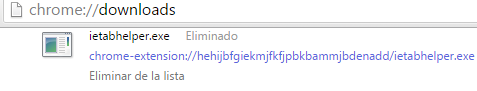 chrome://downloads
ietabhelper.exe Eliminado
chrome-extension://hehijbfgiekmjfkfjpbkbammjbdenadd/ietabhelper.exe
Eliminar de la lista